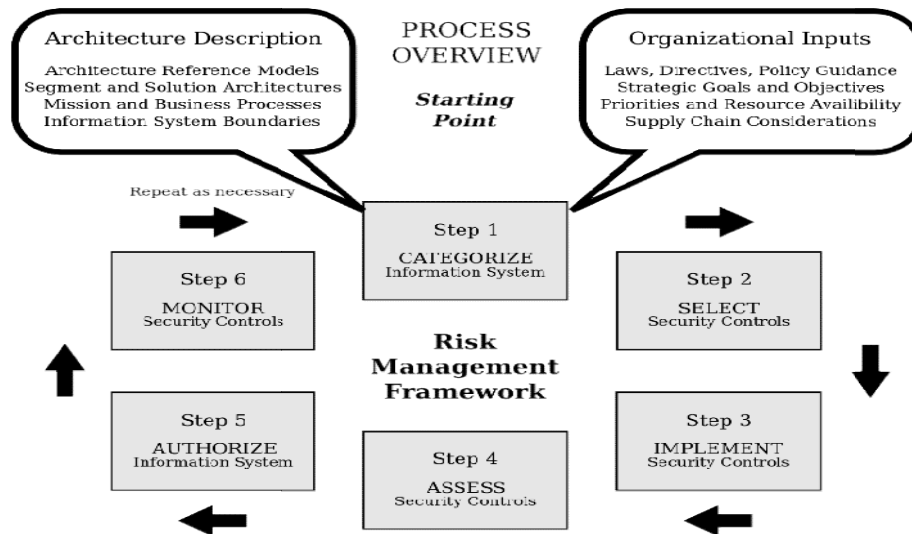 Architecture Description
Architecture Reference Models
Segment and Solution Architectures
Mission and Business Processes
Information System Boundaries
PROCESS
OVERVIEW
Starting
Point
Organizational Inputs
Laws, Directives, Policy Guidance
Strategic Goals and Objectives
Priorities and Resource Availibility
Supply Chain Considerations
Repeat as necessary
Step 1
CATEGORIZE
Information System
Step 2
SELECT
Security Controls
Step 3
IMPLEMENT
Security Controls
Step 4
ASSESS
Security Controls
Step 5
AUTHORIZE
Information System
Step 6
MONITOR
Security Controls
Risk
Management
Framework